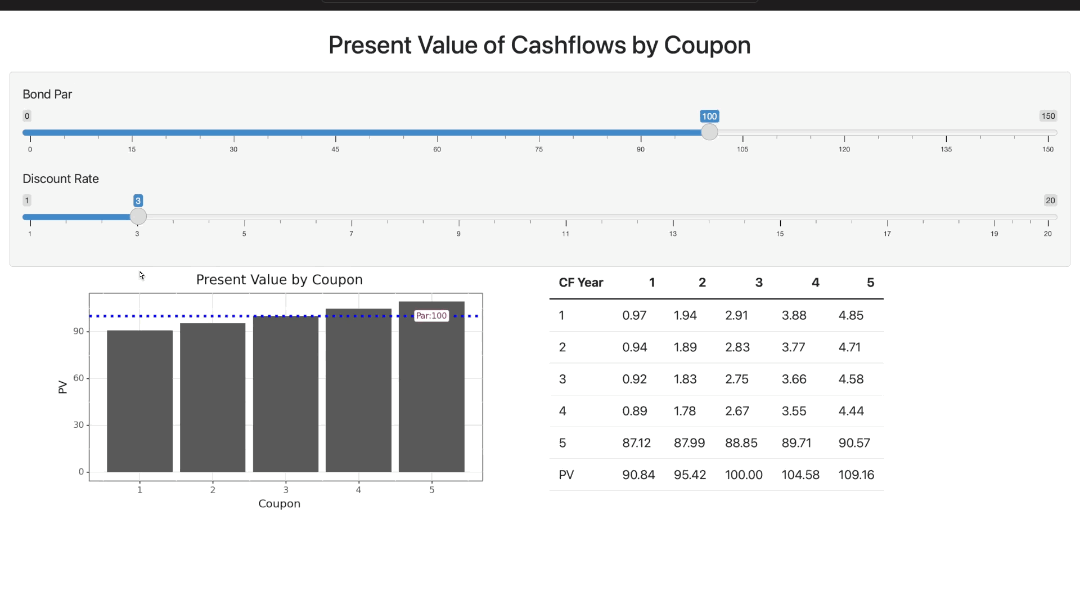 Present Value of Cashflows by Coupon
Bond Par
0 100 150
0 15 30 45 60 75 90 105 120 135 150
Discount Rate
1 3 20
1 3 5 7 9 11 13 15 17 19 20
Present Value by Coupon
PV
90
60
30
0
Par:100
1 2 3 4 5
Coupon
CF Year 1 2 3 4 5
1 0.97 1.94 2.91 3.88 4.85
2 0.94 1.89 2.83 3.77 4.71
3 0.92 1.83 2.75 3.66 4.58
4 0.89 1.78 2.67 3.55 4.44
5 87.12 87.99 88.85 89.71 90.57
PV 90.84 95.42 100.00 104.58 109.16